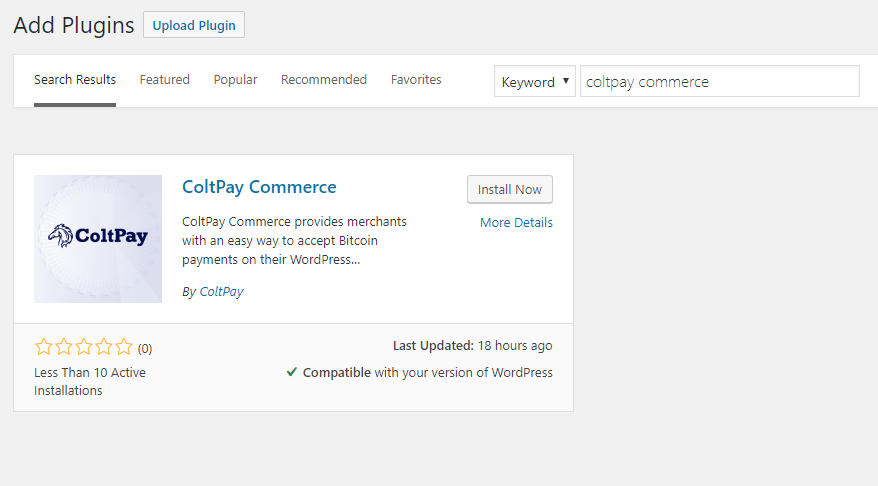 Add Plugins Upload Plugin
Search Results Featured Popular Recommended Favorites Keyword ▼ coltpay commerce
ColtPay
ColtPay Commerce
Install Now
More Details
ColtPay Commerce provides merchants
with an easy way to accept Bitcoin
payments on their WordPress...
By ColtPay
(0)
Less Than 10 Active
Installations
Last Updated: 18 hours ago
Compatible with your version of WordPress